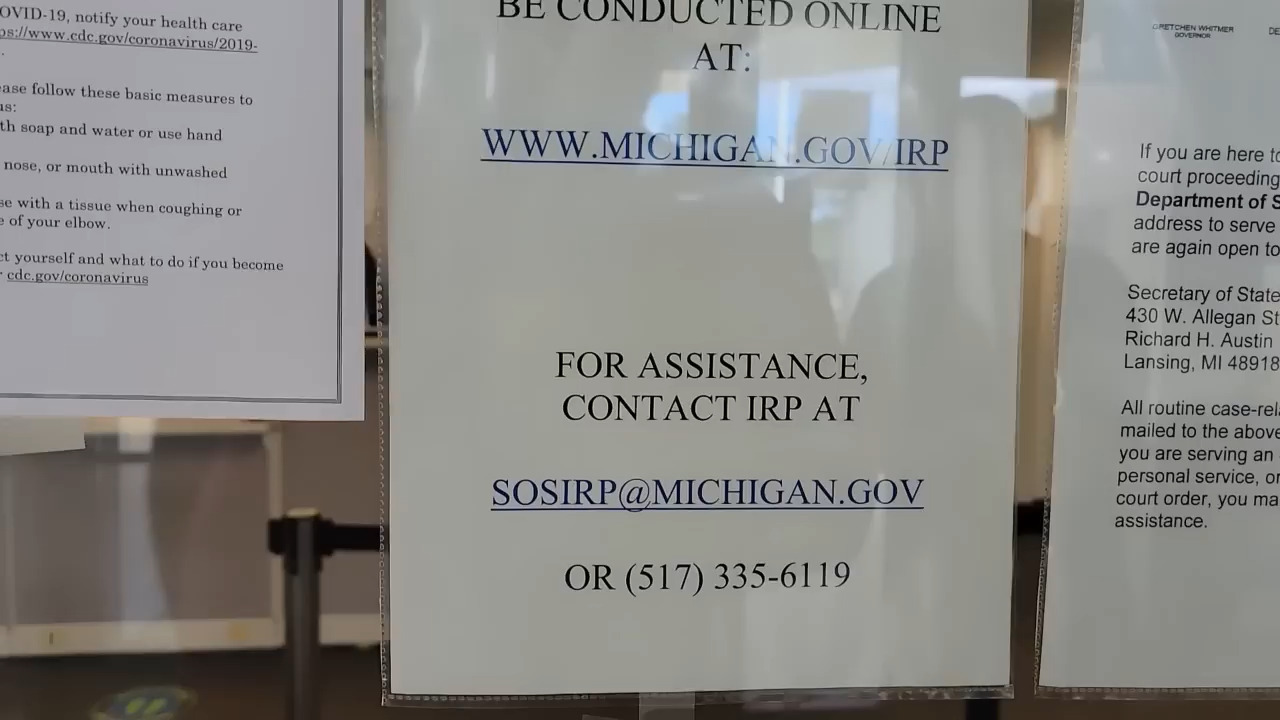 OVID-19, notify your health care
ps://www.cdc.gov/coronavirus/2019-
ase follow these basic measures to
us:
th soap and water or use hand
nose, or mouth with unwashed
se with a tissue when coughing or
e of your elbow.
ct yourself and what to do if you become
cdc.gov/coronavirus
BE CONDUCTED ONLINE
AT:
WWW.MICHIGAN.GOV/IRP
FOR ASSISTANCE,
CONTACT IRP AT
SOSIRP@MICHIGAN.GOV
OR (517) 335-6119
GRETCHEN WHITMER
GOVERNOR
DE
If you are here to
court proceeding
Department of S
address to serve
are again open to
Secretary of State
430 W. Allegan St
Richard H. Austin
Lansing, MI 48918
All routine case-rel
mailed to the above
you are serving an
personal service, or
court order, you ma
assistance.